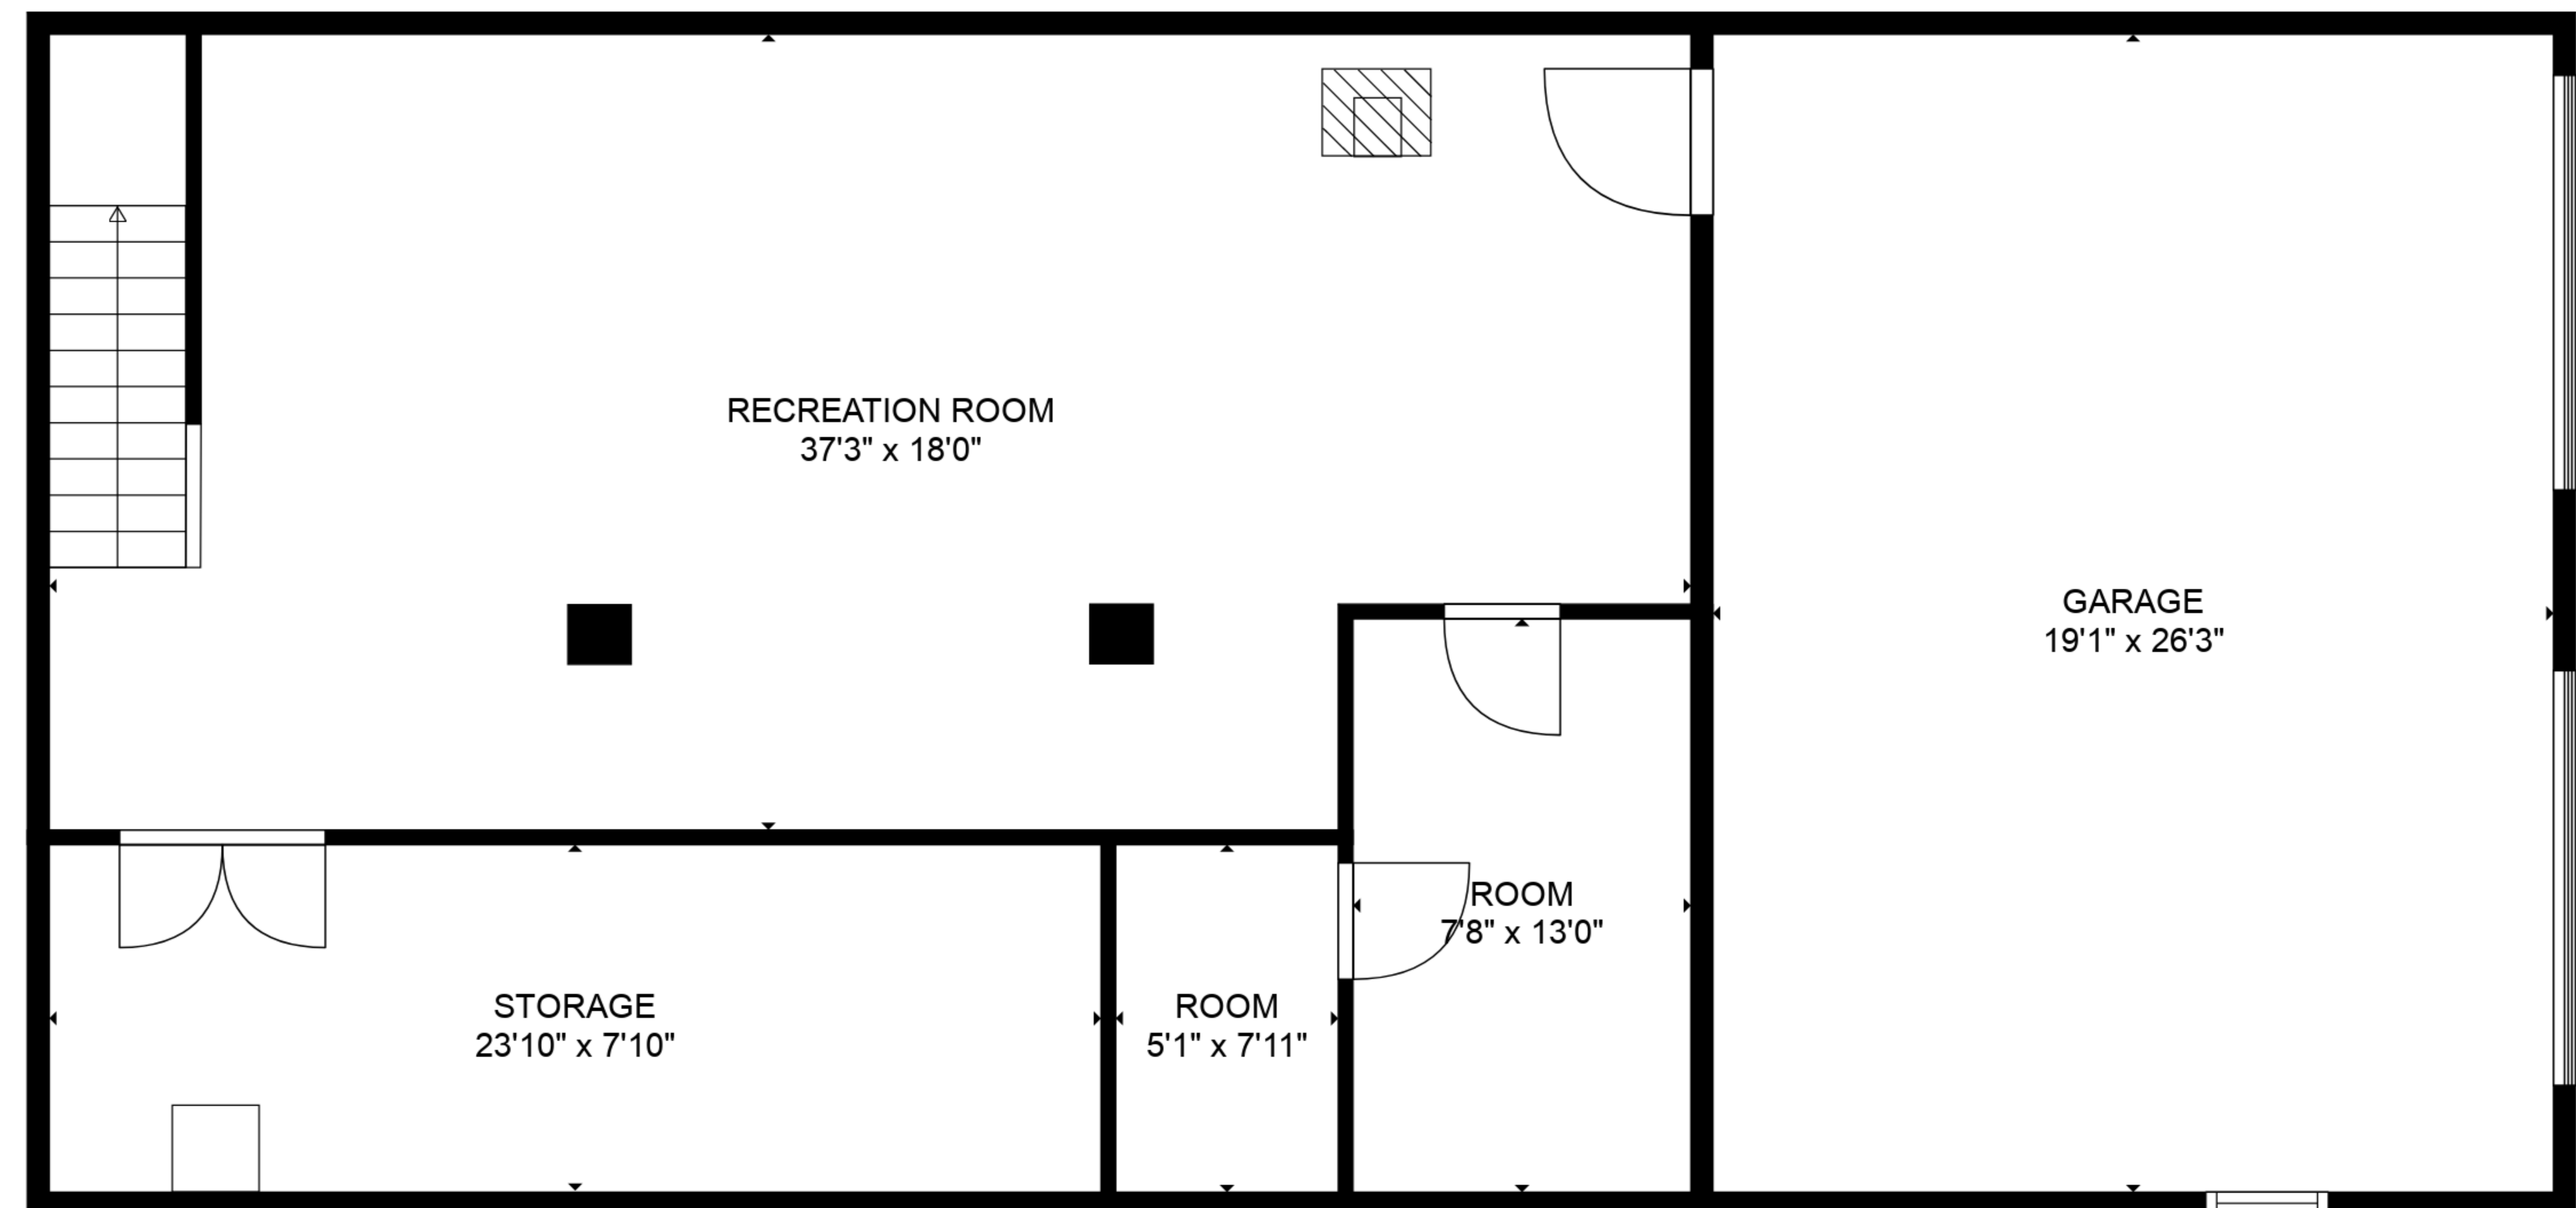 RECREATION ROOM
37'3" x 18'0"
GARAGE
19'1" x 26'3"
ROOM
7'8" x 13'0"
STORAGE
23'10" x 7'10"
ROOM
5'1" x 7'11"